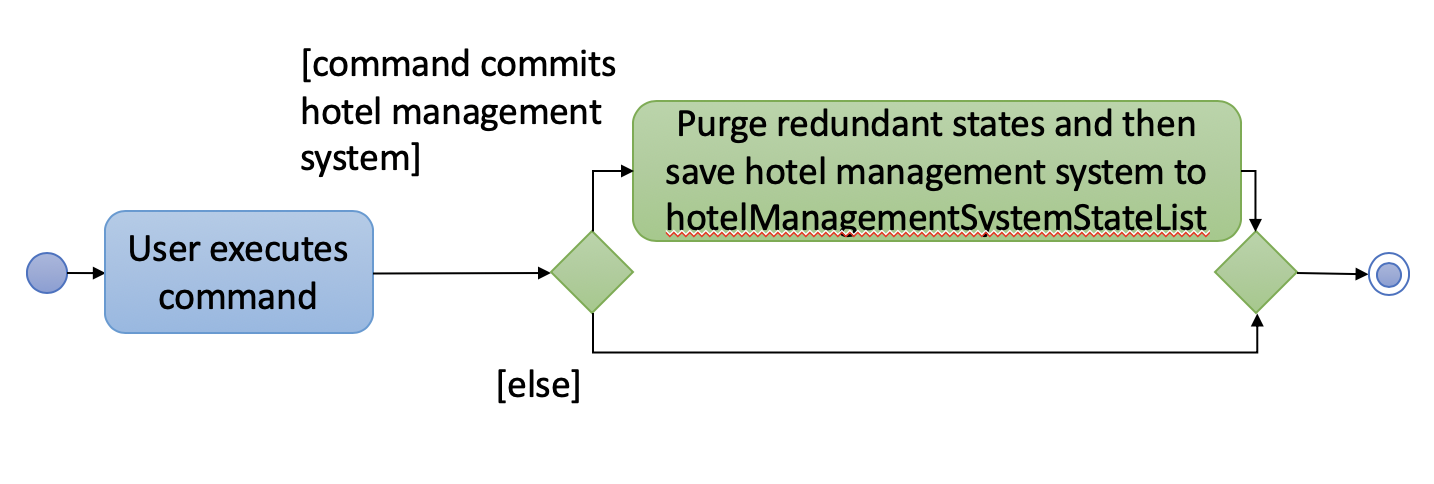 [command commits
hotel management
system]
Purge redundant states and then
save hotel management system to
hotelManagementSystemStateList
User executes
command
[else]